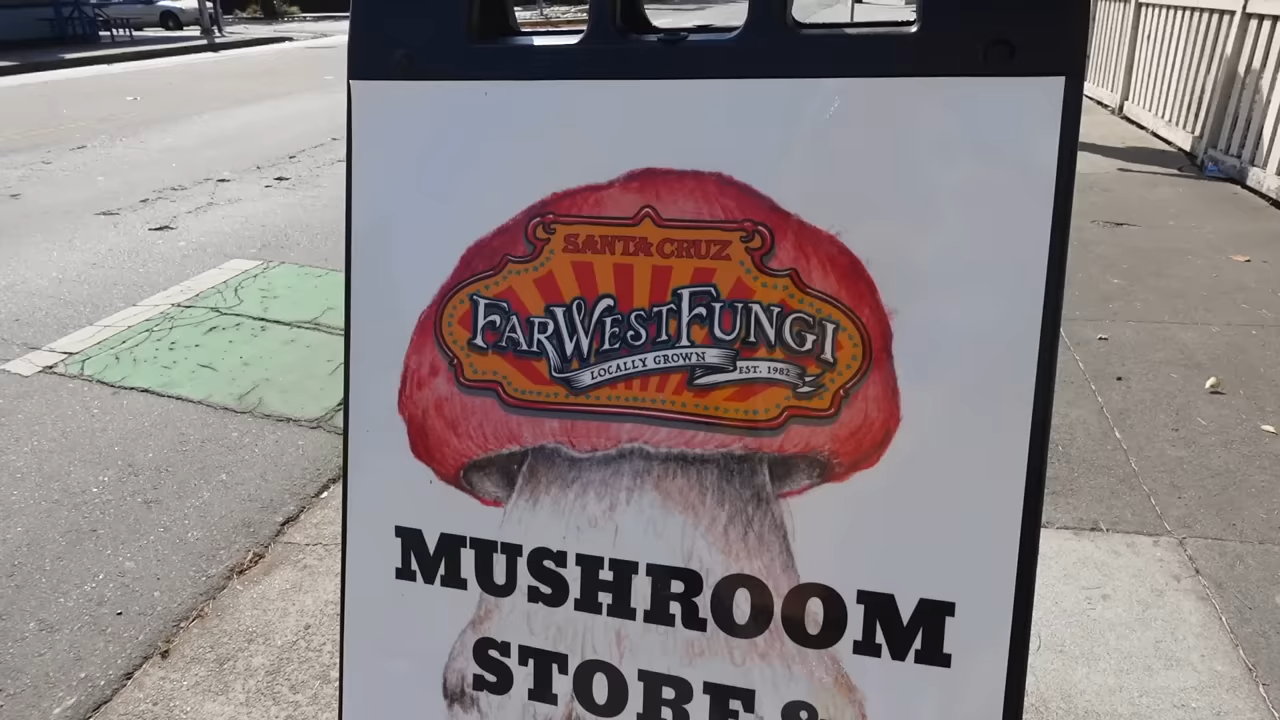 SANTA CRUZ
FARWESTFUNGI
LOCALLY GROWN
EST. 1982
MUSHROOM
STORE &